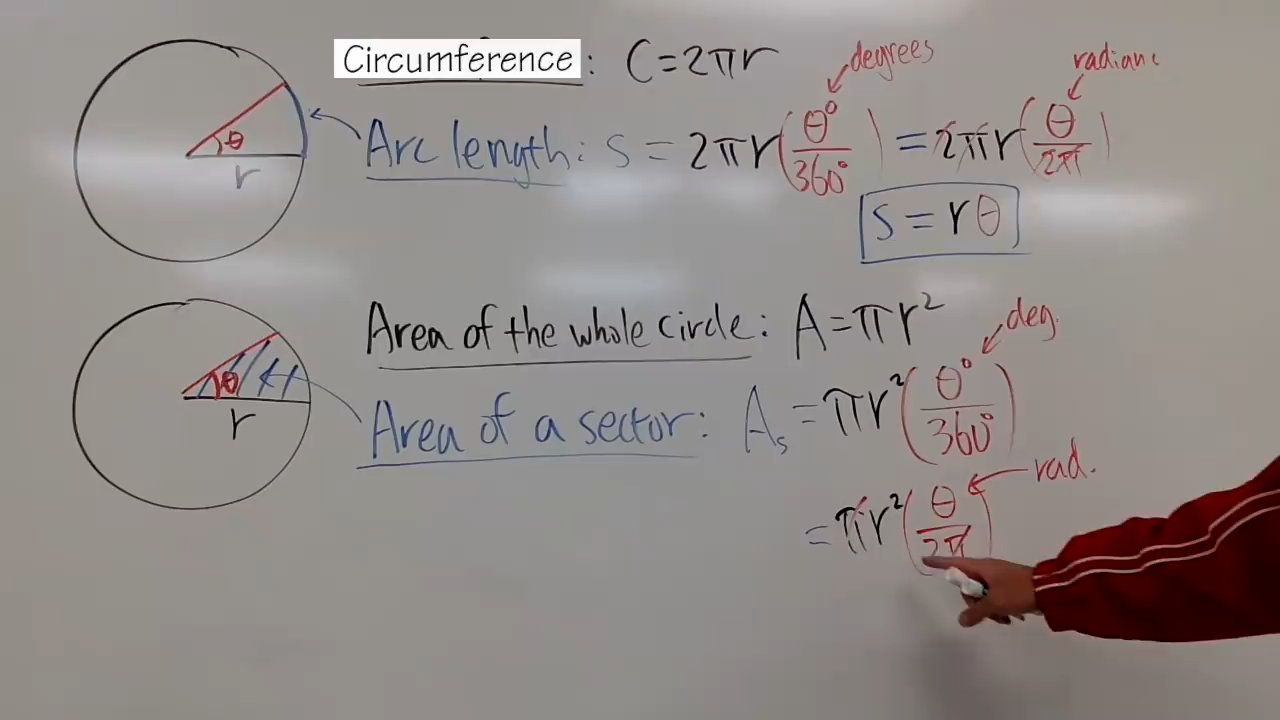 Circumference: C=2πr
degrees
radians
θ
r
Arc length: s = 2πr(θ°/360°) = 2πr(θ/2π)
s = rθ
Area of the whole circle: A=πr²
deg.
θ
r
Area of a sector: Aₛ = πr²(θ°/360°)
rad.
= πr²(θ/2π)